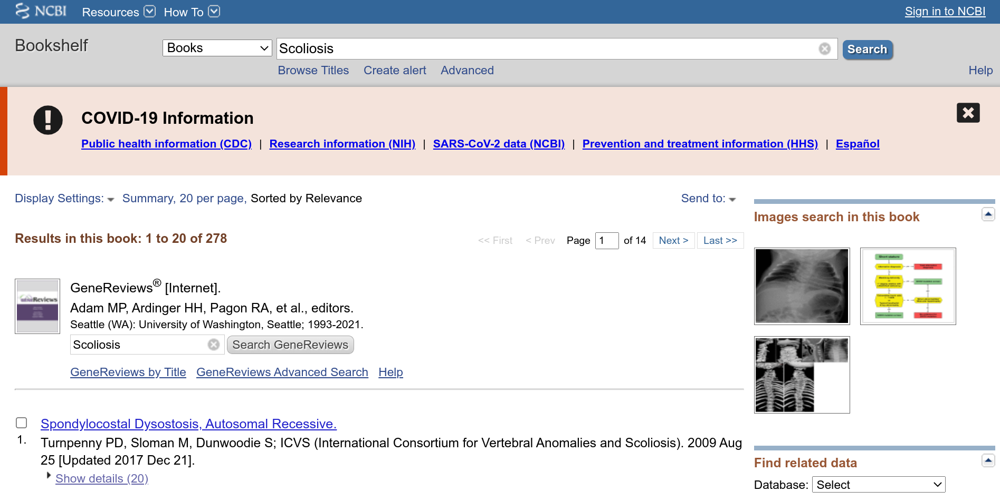 NCBI Resources How To Sign in to NCBI
Bookshelf Books Scoliosis Search
Browse Titles Create alert Advanced Help
COVID-19 Information
Public health information (CDC) | Research information (NIH) | SARS-CoV-2 data (NCBI) | Prevention and treatment information (HHS) | Español
Display Settings: Summary, 20 per page, Sorted by Relevance Send to:
Results in this book: 1 to 20 of 278 << First < Prev Page 1 of 14 Next > Last >>
GeneReviews® [Internet].
Adam MP, Ardinger HH, Pagon RA, et al., editors.
Seattle (WA): University of Washington, Seattle; 1993-2021.
Scoliosis Search GeneReviews
GeneReviews by Title GeneReviews Advanced Search Help
Spondylocostal Dysostosis, Autosomal Recessive.
1. Turnpenny PD, Sloman M, Dunwoodie S; ICVS (International Consortium for Vertebral Anomalies and Scoliosis). 2009 Aug
25 [Updated 2017 Dec 21].
Show details (20)
Images search in this book
Short stature
Find related data
Database: Select